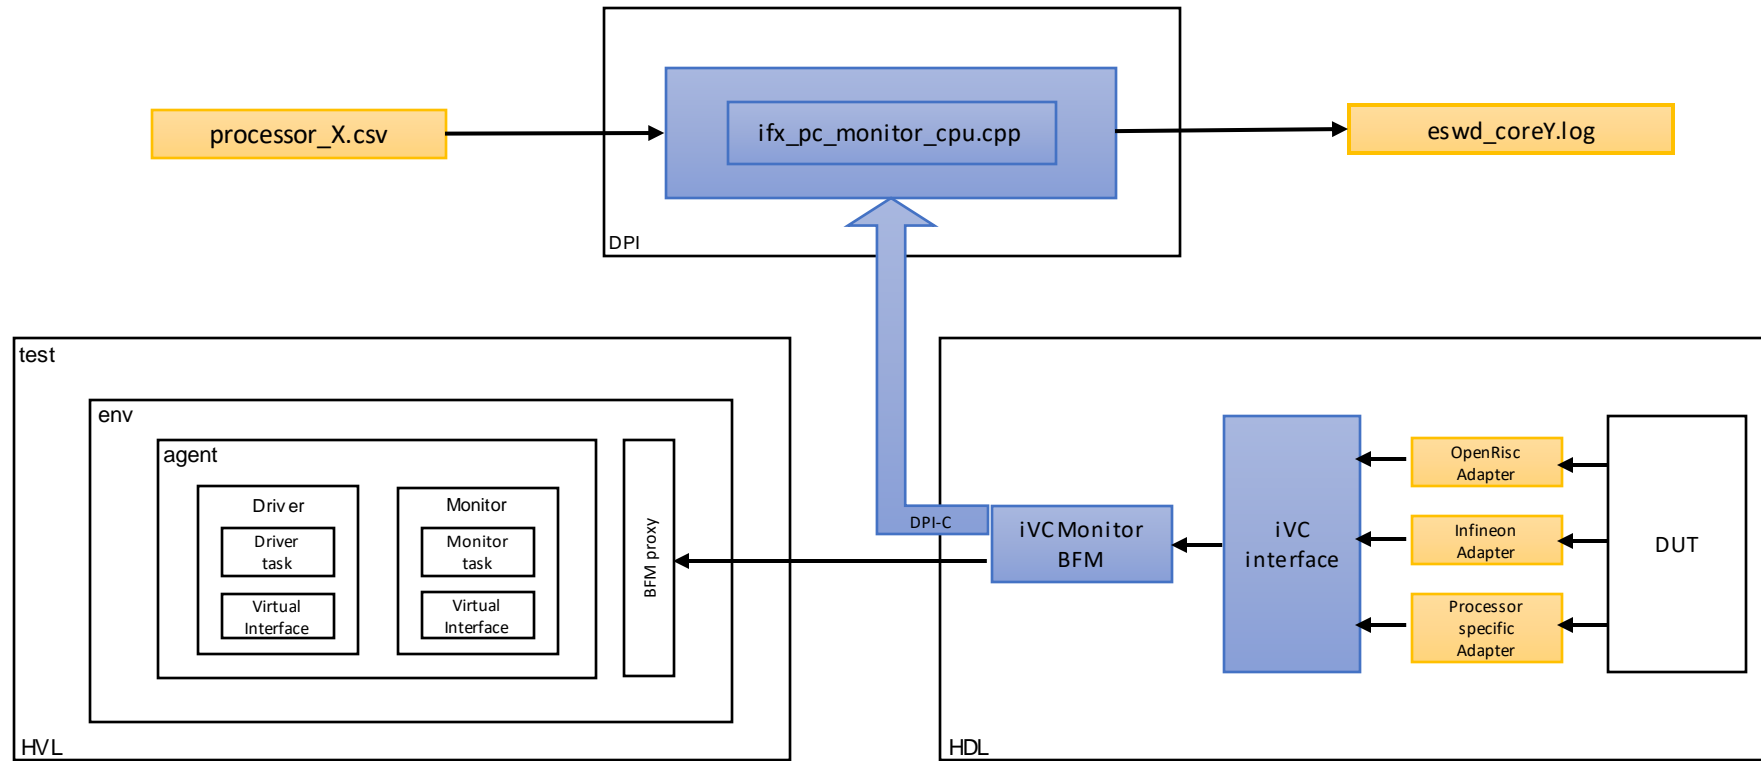 processor_X.csv
ifx_pc_monitor_cpu.cpp
eswd_coreY.log
DPI
test
env
agent
Driver
Driver
task
Virtual
Interface
Monitor
Monitor
task
Virtual
Interface
BFM proxy
HVL
DPI-C
iVC Monitor
BFM
iVC
interface
OpenRisc
Adapter
Infineon
Adapter
Processor
specific
Adapter
DUT
HDL